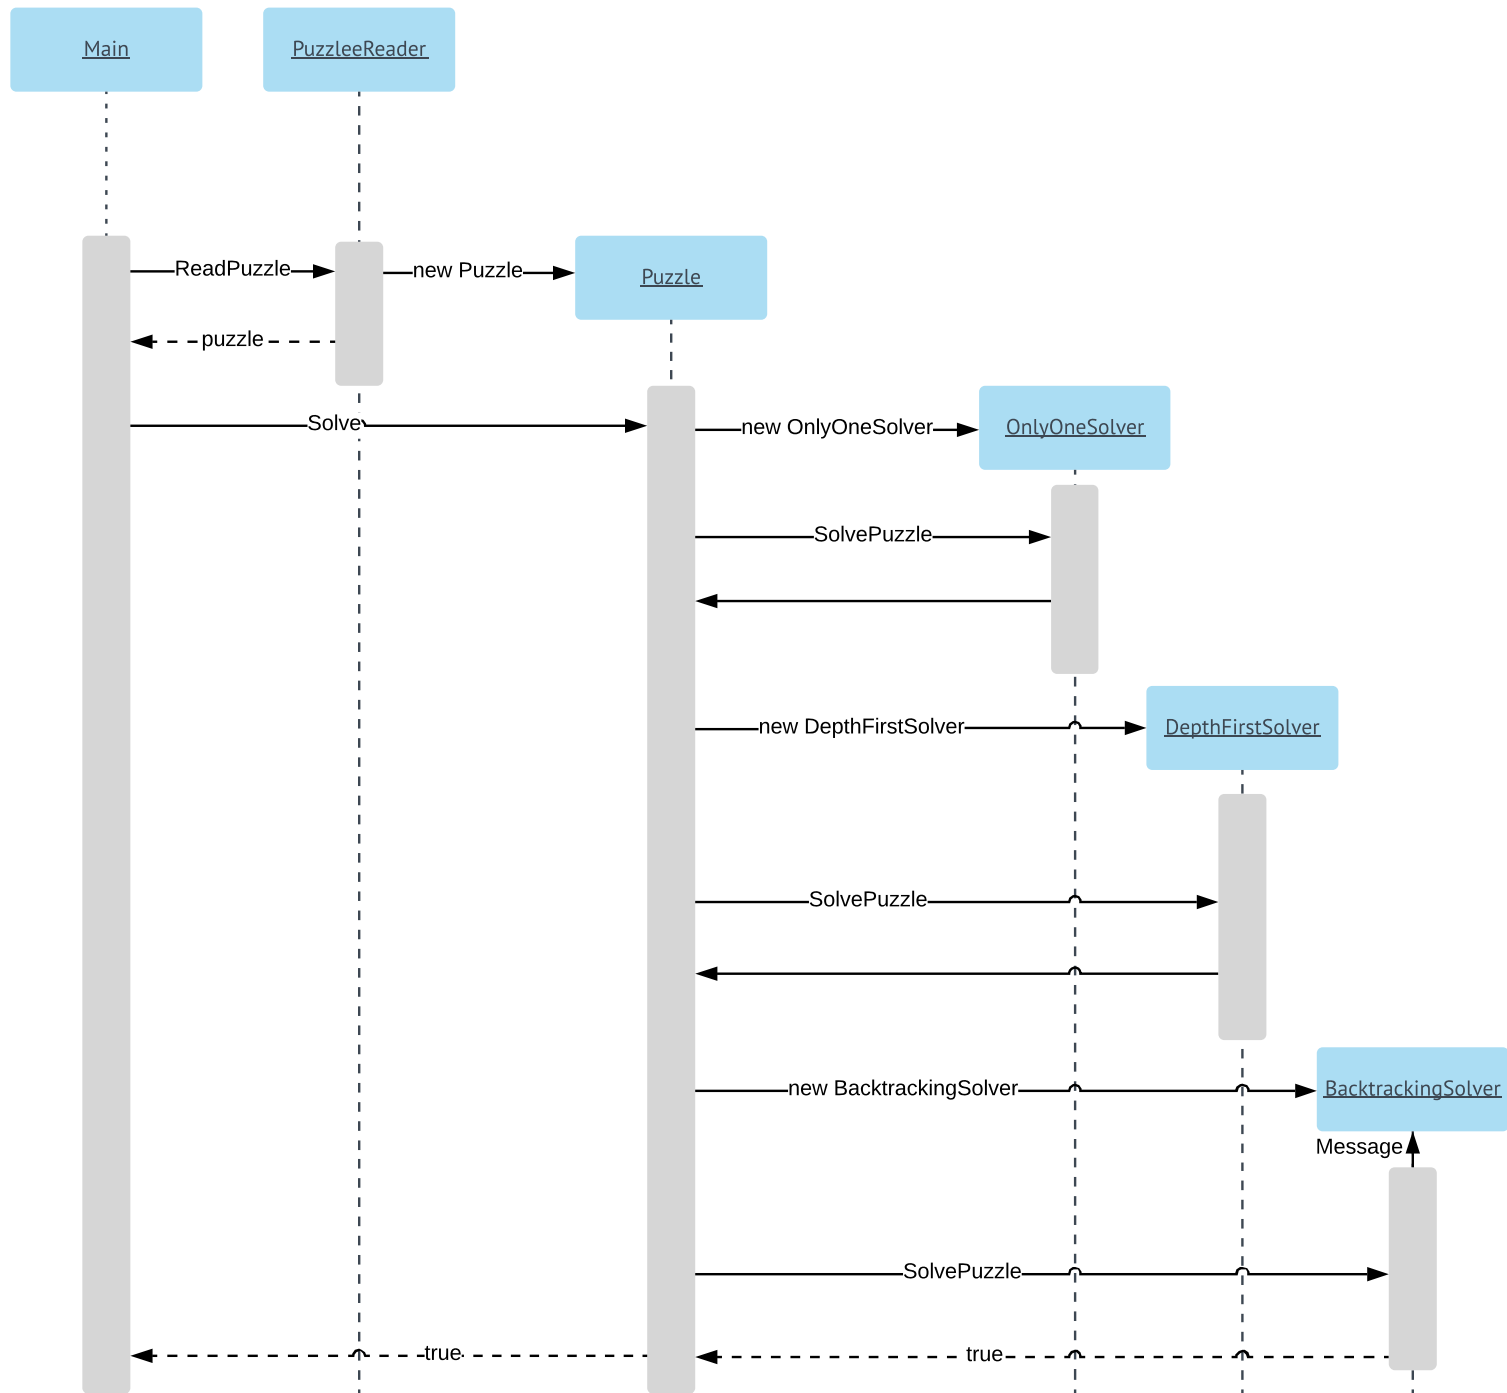 Main
PuzzleeReader
ReadPuzzle
new Puzzle
Puzzle
puzzle
Solve
new OnlyOneSolver
OnlyOneSolver
SolvePuzzle
new DepthFirstSolver
DepthFirstSolver
SolvePuzzle
new BacktrackingSolver
BacktrackingSolver
Message
SolvePuzzle
true
true